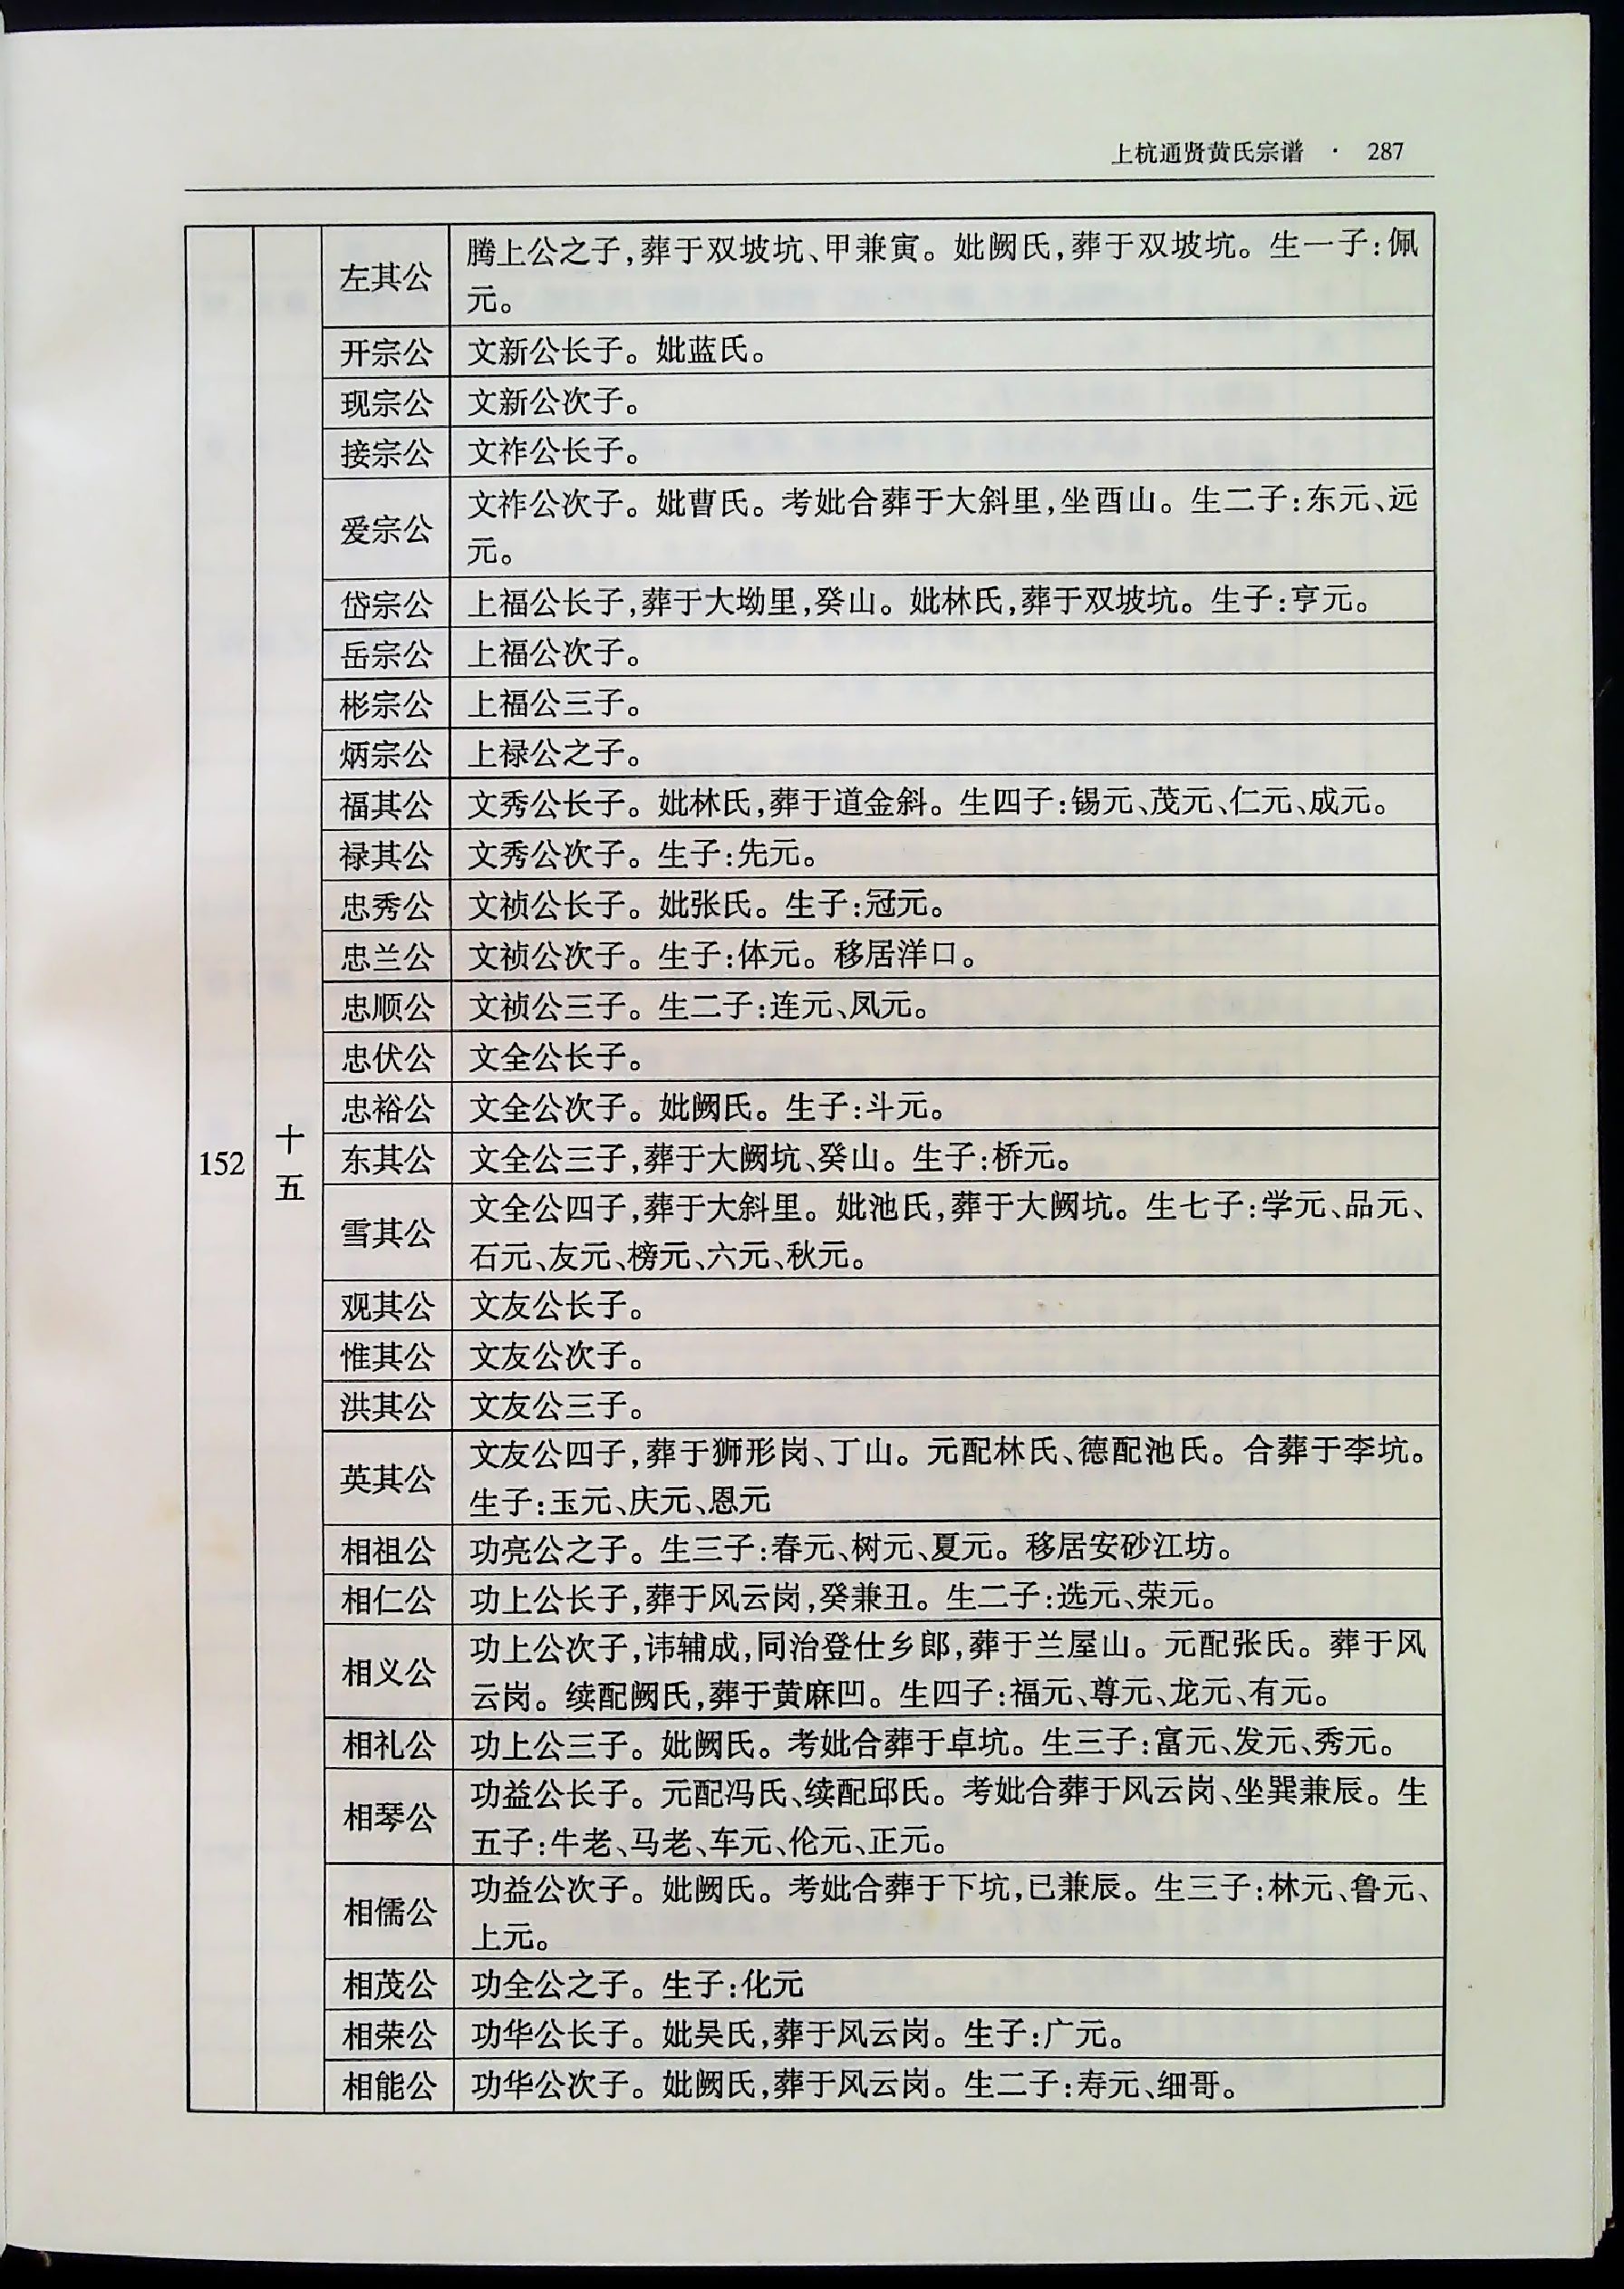 上杭通贤黄氏宗谱 · 287
152
十
五
左其公
腾上公之子,葬于双坡坑、甲兼寅。妣阙氏,葬于双坡坑。生一子:佩
元。
开宗公 文新公长子。妣蓝氏。
现宗公 文新公次子。
接宗公 文祚公长子。
爱宗公
文祚公次子。妣曹氏。考妣合葬于大斜里,坐酉山。生二子:东元、远
元。
岱宗公 上福公长子,葬于大坳里,癸山。妣林氏,葬于双坡坑。生子:亨元。
岳宗公 上福公次子。
彬宗公 上福公三子。
炳宗公 上禄公之子。
福其公 文秀公长子。妣林氏,葬于道金斜。生四子:锡元、茂元、仁元、成元。
禄其公 文秀公次子。生子:先元。
忠秀公 文祯公长子。妣张氏。生子:冠元。
忠兰公 文祯公次子。生子:体元。移居洋口。
忠顺公 文祯公三子。生二子:连元、凤元。
忠伏公 文全公长子。
忠裕公 文全公次子。妣阙氏。生子:斗元。
东其公 文全公三子,葬于大阙坑、癸山。生子:桥元。
雪其公
文全公四子,葬于大斜里。妣池氏,葬于大阙坑。生七子:学元、品元、
石元、友元、榜元、六元、秋元。
观其公 文友公长子。
惟其公 文友公次子。
洪其公 文友公三子。
英其公
文友公四子,葬于狮形岗、丁山。元配林氏、德配池氏。合葬于李坑。
生子:玉元、庆元、恩元
相祖公 功亮公之子。生三子:春元、树元、夏元。移居安砂江坊。
相仁公 功上公长子,葬于风云岗,癸兼丑。生二子:选元、荣元。
相义公
功上公次子,讳辅成,同治登仕乡郎,葬于兰屋山。元配张氏。葬于风
云岗。续配阙氏,葬于黄麻凹。生四子:福元、尊元、龙元、有元。
相礼公 功上公三子。妣阙氏。考妣合葬于卓坑。生三子:富元、发元、秀元。
相琴公
功益公长子。元配冯氏、续配邱氏。考妣合葬于风云岗、坐巽兼辰。生
五子:牛老、马老、车元、伦元、正元。
相儒公
功益公次子。妣阙氏。考妣合葬于下坑,已兼辰。生三子:林元、鲁元、
上元。
相茂公 功全公之子。生子:化元
相荣公 功华公长子。妣吴氏,葬于风云岗。生子:广元。
相能公 功华公次子。妣阙氏,葬于风云岗。生二子:寿元、细哥。